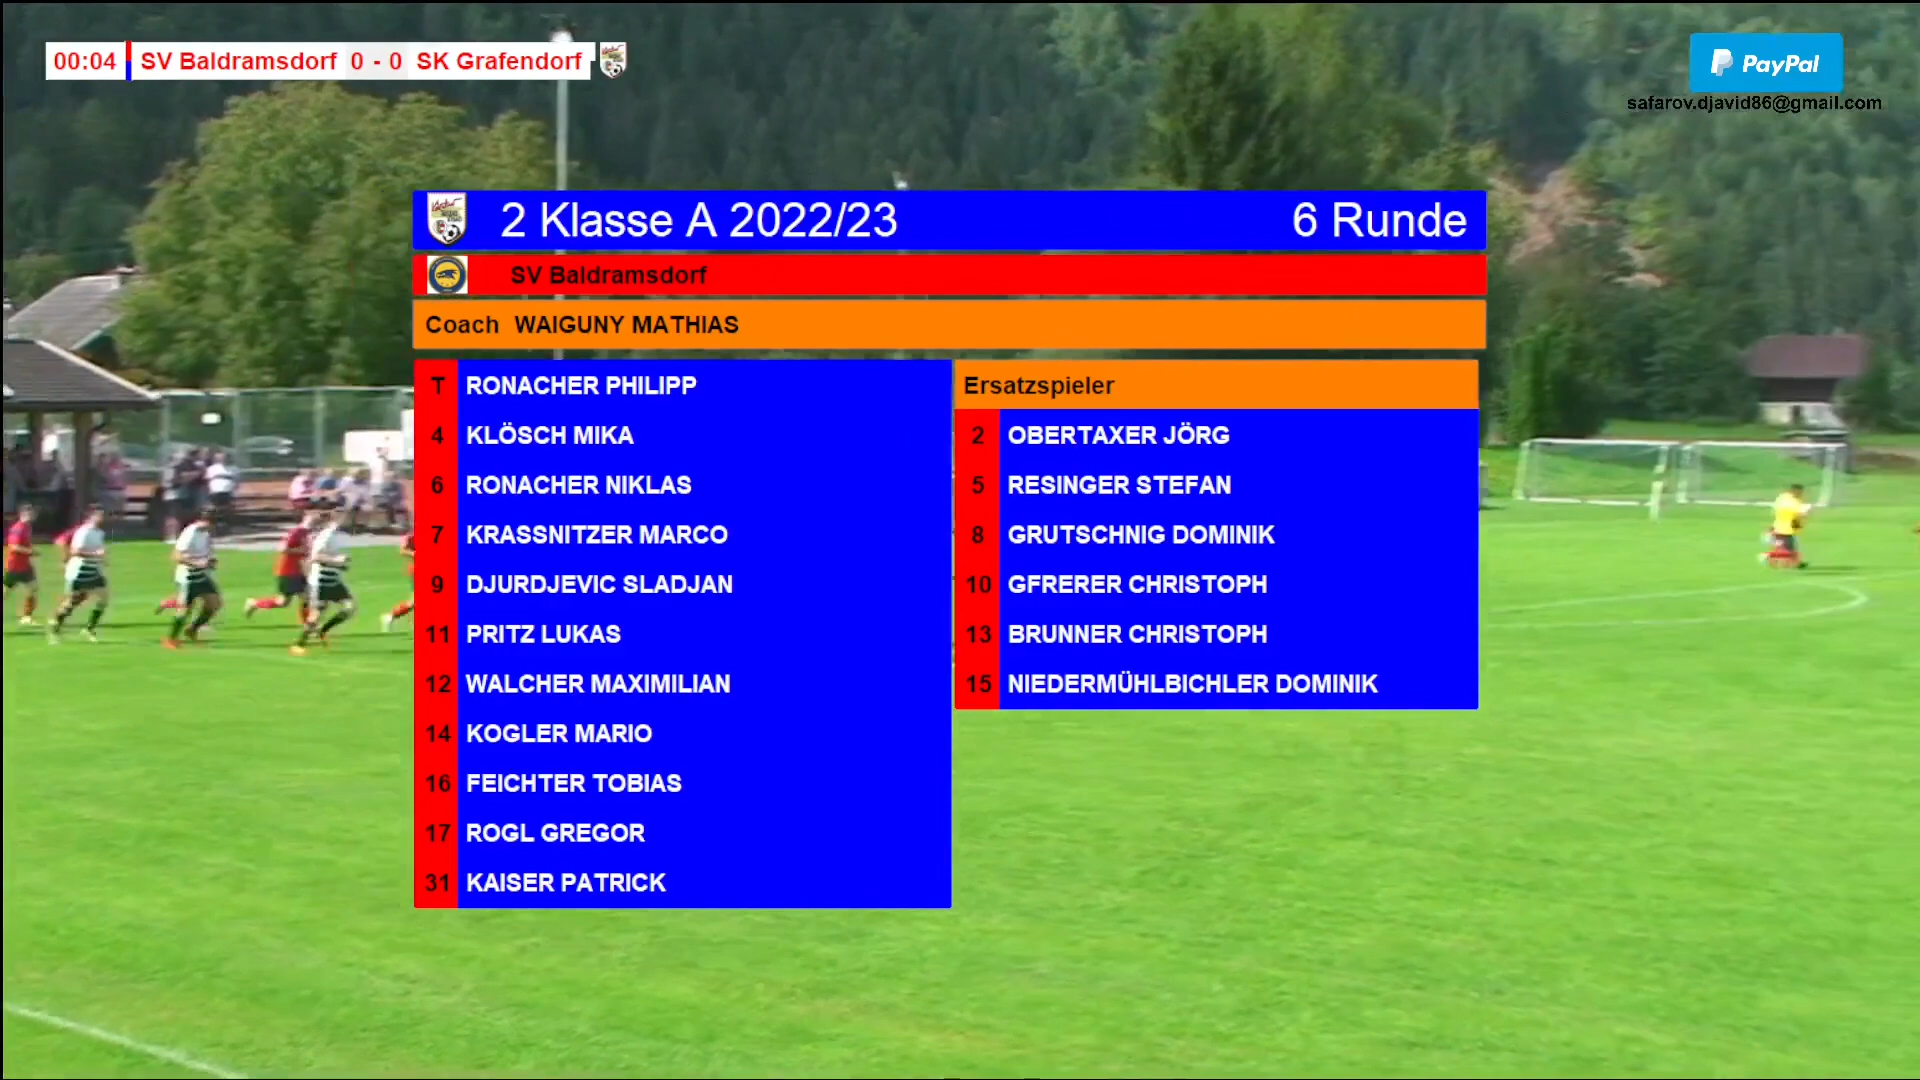 00:04 SV Baldramsdorf 0 - 0 SK Grafendorf
PayPal
safarov.djavid86@gmail.com
2 Klasse A 2022/23 6 Runde
SV Baldramsdorf
Coach WAIGUNY MATHIAS
T RONACHER PHILIPP
4 KLÖSCH MIKA
6 RONACHER NIKLAS
7 KRASSNITZER MARCO
9 DJURDJEVIC SLADJAN
11 PRITZ LUKAS
12 WALCHER MAXIMILIAN
14 KOGLER MARIO
16 FEICHTER TOBIAS
17 ROGL GREGOR
31 KAISER PATRICK
Ersatzspieler
2 OBERTAXER JÖRG
5 RESINGER STEFAN
8 GRUTSCHNIG DOMINIK
10 GFRERER CHRISTOPH
13 BRUNNER CHRISTOPH
15 NIEDERMÜHLBICHLER DOMINIK